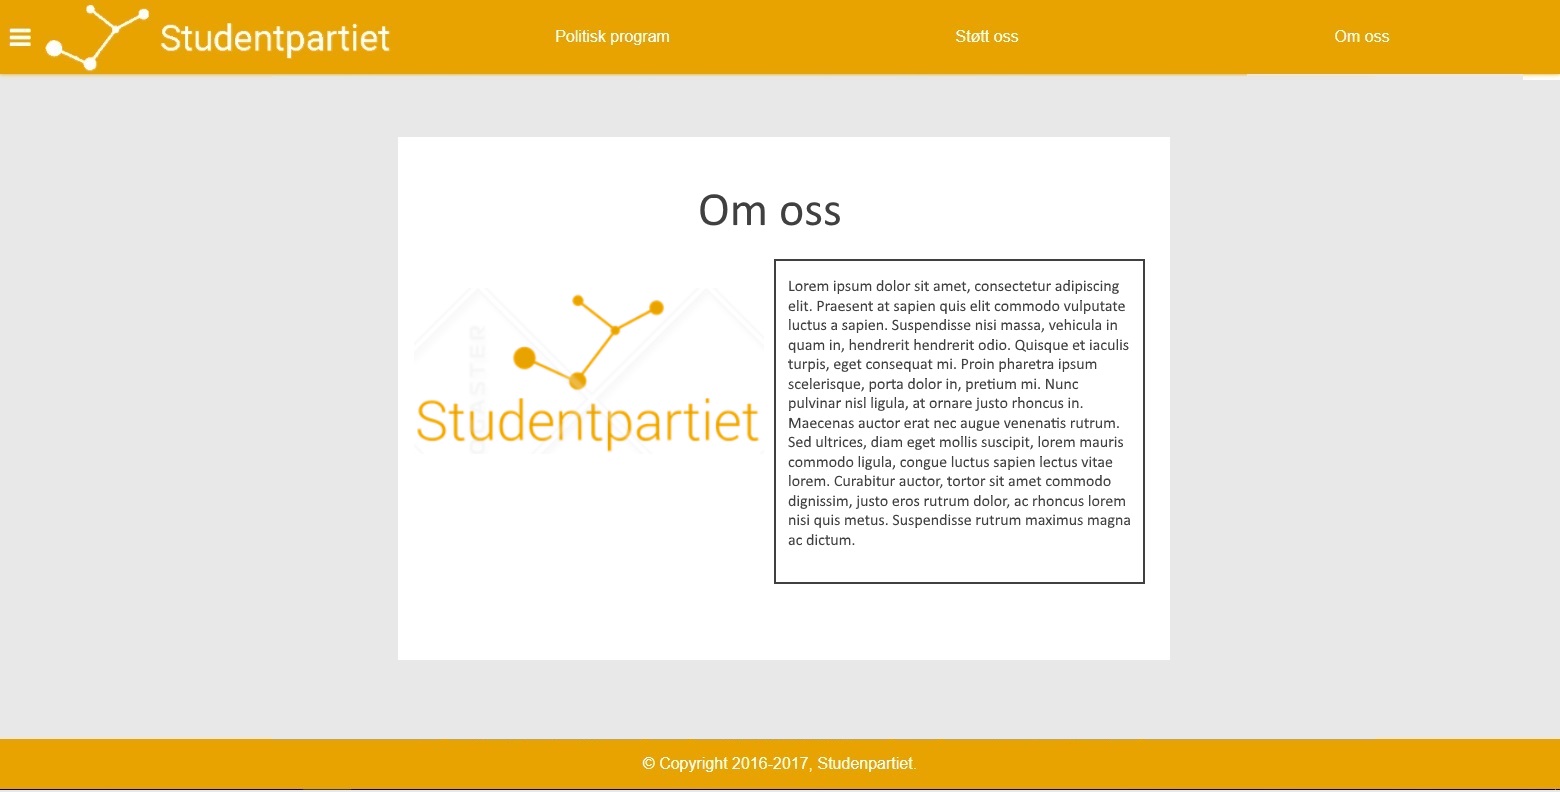 Studentpartiet
Politisk program
Støtt oss
Om oss
Om oss
Studentpartiet
Lorem ipsum dolor sit amet, consectetur adipiscing
elit. Praesent at sapien quis elit commodo vulputate
luctus a sapien. Suspendisse nisi massa, vehicula in
quam in, hendrerit hendrerit odio. Quisque et iaculis
turpis, eget consequat mi. Proin pharetra ipsum
scelerisque, porta dolor in, pretium mi. Nunc
pulvinar nisl ligula, at ornare justo rhoncus in.
Maecenas auctor erat nec augue venenatis rutrum.
Sed ultrices, diam eget mollis suscipit, lorem mauris
commodo ligula, congue luctus sapien lectus vitae
lorem. Curabitur auctor, tortor sit amet commodo
dignissim, justo eros rutrum dolor, ac rhoncus lorem
nisi quis metus. Suspendisse rutrum maximus magna
ac dictum.
© Copyright 2016-2017, Studenpartiet.